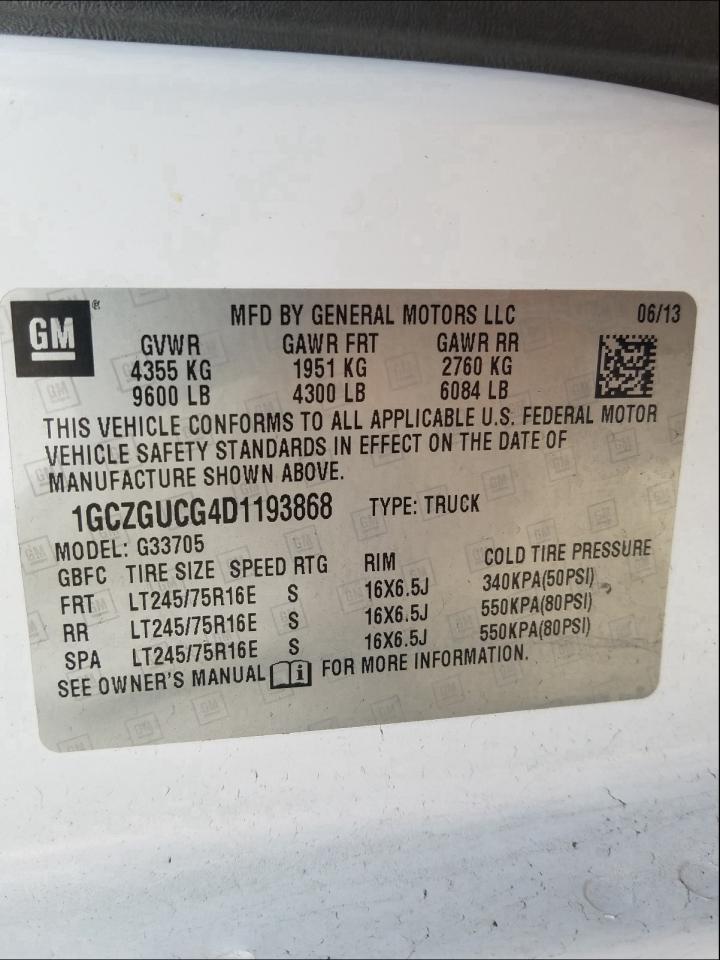 GM ® MFD BY GENERAL MOTORS LLC 06/13
GVWR GAWR FRT GAWR RR
4355 KG 1951 KG 2760 KG
9600 LB 4300 LB 6084 LB
THIS VEHICLE CONFORMS TO ALL APPLICABLE U.S. FEDERAL MOTOR
VEHICLE SAFETY STANDARDS IN EFFECT ON THE DATE OF
MANUFACTURE SHOWN ABOVE.
1GCZGUCG4D1193868 TYPE: TRUCK
MODEL: G33705
GBFC TIRE SIZE SPEED RTG RIM COLD TIRE PRESSURE
FRT LT245/75R16E S 16X6.5J 340KPA(50PSI)
RR LT245/75R16E S 16X6.5J 550KPA(80PSI)
SPA LT245/75R16E S 16X6.5J 550KPA(80PSI)
SEE OWNER'S MANUAL i FOR MORE INFORMATION.